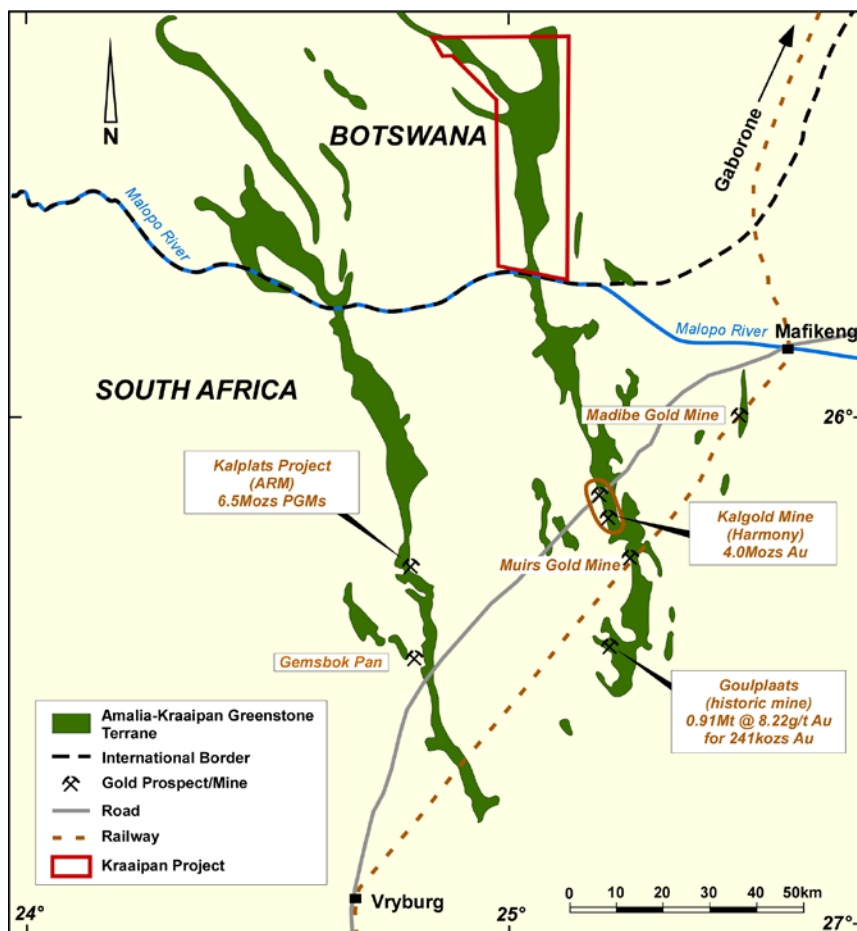 N
BOTSWANA
Gaborone
Malopo
River
Malopo River
Mafikeng
SOUTH AFRICA
26°
Madibe Gold Mine
Kalplats Project
(ARM)
6.5Mozs PGMs
Kalgold Mine
(Harmony)
4.0Mozs Au
Muirs Gold Mine
Gemsbok Pan
Goulplaats
(historic mine)
0.91Mt @ 8.22g/t Au
for 241kozs Au
Amalia-Kraaipan Greenstone
Terrane
International Border
Gold Prospect/Mine
Road
Railway
Kraaipan Project
Vryburg
0 10 20 30 40 50km
24°
25°
27°